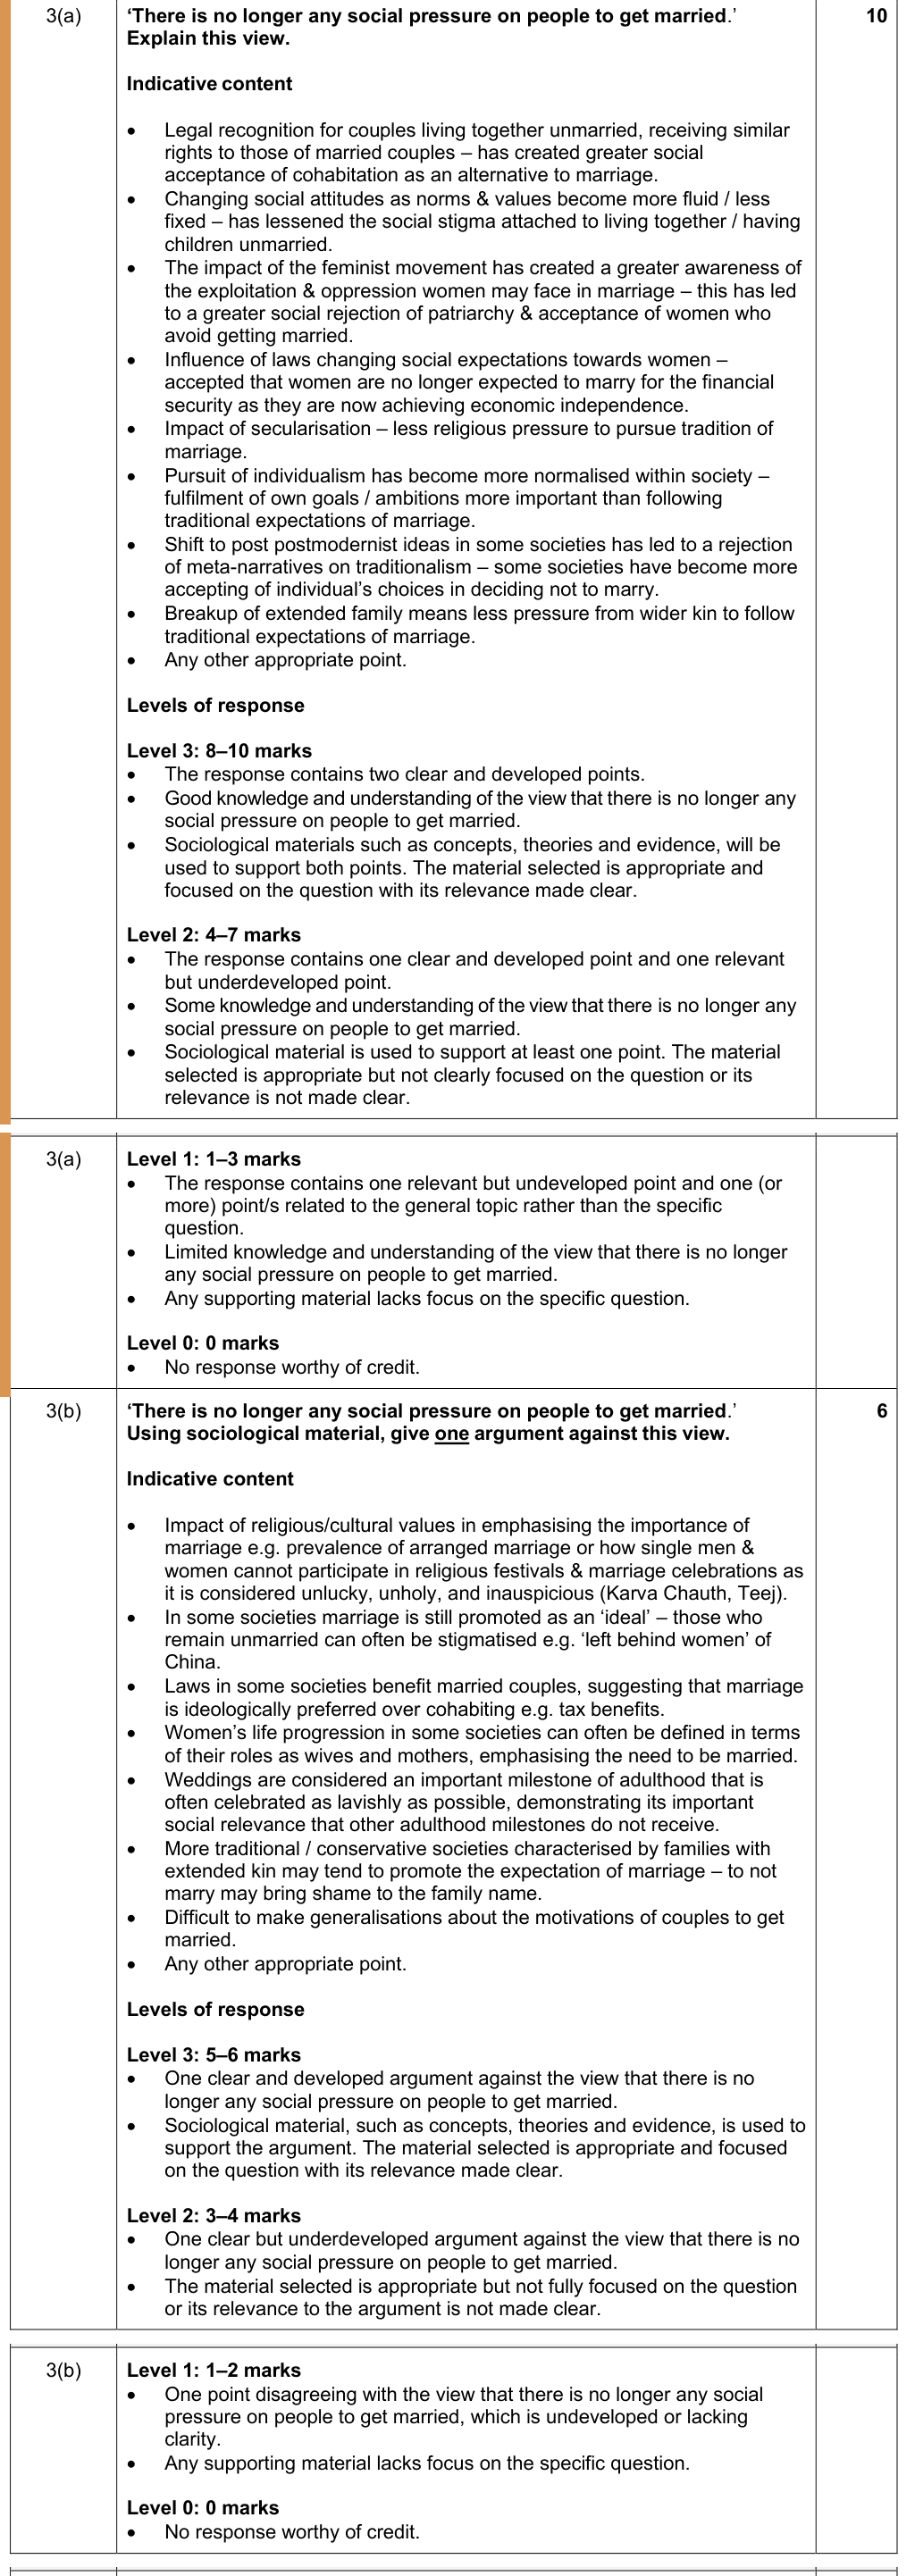 3(a) ‘There is no longer any social pressure on people to get married.’ 10
Explain this view.
Indicative content
• Legal recognition for couples living together unmarried, receiving similar
rights to those of married couples – has created greater social
acceptance of cohabitation as an alternative to marriage.
• Changing social attitudes as norms & values become more fluid / less
fixed – has lessened the social stigma attached to living together / having
children unmarried.
• The impact of the feminist movement has created a greater awareness of
the exploitation & oppression women may face in marriage – this has led
to a greater social rejection of patriarchy & acceptance of women who
avoid getting married.
• Influence of laws changing social expectations towards women –
accepted that women are no longer expected to marry for the financial
security as they are now achieving economic independence.
• Impact of secularisation – less religious pressure to pursue tradition of
marriage.
• Pursuit of individualism has become more normalised within society –
fulfilment of own goals / ambitions more important than following
traditional expectations of marriage.
• Shift to post postmodernist ideas in some societies has led to a rejection
of meta-narratives on traditionalism – some societies have become more
accepting of individual’s choices in deciding not to marry.
• Breakup of extended family means less pressure from wider kin to follow
traditional expectations of marriage.
• Any other appropriate point.
Levels of response
Level 3: 8–10 marks
• The response contains two clear and developed points.
• Good knowledge and understanding of the view that there is no longer any
social pressure on people to get married.
• Sociological materials such as concepts, theories and evidence, will be
used to support both points. The material selected is appropriate and
focused on the question with its relevance made clear.
Level 2: 4–7 marks
• The response contains one clear and developed point and one relevant
but underdeveloped point.
• Some knowledge and understanding of the view that there is no longer any
social pressure on people to get married.
• Sociological material is used to support at least one point. The material
selected is appropriate but not clearly focused on the question or its
relevance is not made clear.
3(a) Level 1: 1–3 marks
• The response contains one relevant but undeveloped point and one (or
more) point/s related to the general topic rather than the specific
question.
• Limited knowledge and understanding of the view that there is no longer
any social pressure on people to get married.
• Any supporting material lacks focus on the specific question.
Level 0: 0 marks
• No response worthy of credit.
3(b) ‘There is no longer any social pressure on people to get married.’ 6
Using sociological material, give one argument against this view.
Indicative content
• Impact of religious/cultural values in emphasising the importance of
marriage e.g. prevalence of arranged marriage or how single men &
women cannot participate in religious festivals & marriage celebrations as
it is considered unlucky, unholy, and inauspicious (Karva Chauth, Teej).
• In some societies marriage is still promoted as an ‘ideal’ – those who
remain unmarried can often be stigmatised e.g. ‘left behind women’ of
China.
• Laws in some societies benefit married couples, suggesting that marriage
is ideologically preferred over cohabiting e.g. tax benefits.
• Women’s life progression in some societies can often be defined in terms
of their roles as wives and mothers, emphasising the need to be married.
• Weddings are considered an important milestone of adulthood that is
often celebrated as lavishly as possible, demonstrating its important
social relevance that other adulthood milestones do not receive.
• More traditional / conservative societies characterised by families with
extended kin may tend to promote the expectation of marriage – to not
marry may bring shame to the family name.
• Difficult to make generalisations about the motivations of couples to get
married.
• Any other appropriate point.
Levels of response
Level 3: 5–6 marks
• One clear and developed argument against the view that there is no
longer any social pressure on people to get married.
• Sociological material, such as concepts, theories and evidence, is used to
support the argument. The material selected is appropriate and focused
on the question with its relevance made clear.
Level 2: 3–4 marks
• One clear but underdeveloped argument against the view that there is no
longer any social pressure on people to get married.
• The material selected is appropriate but not fully focused on the question
or its relevance to the argument is not made clear.
3(b) Level 1: 1–2 marks
• One point disagreeing with the view that there is no longer any social
pressure on people to get married, which is undeveloped or lacking
clarity.
• Any supporting material lacks focus on the specific question.
Level 0: 0 marks
• No response worthy of credit.